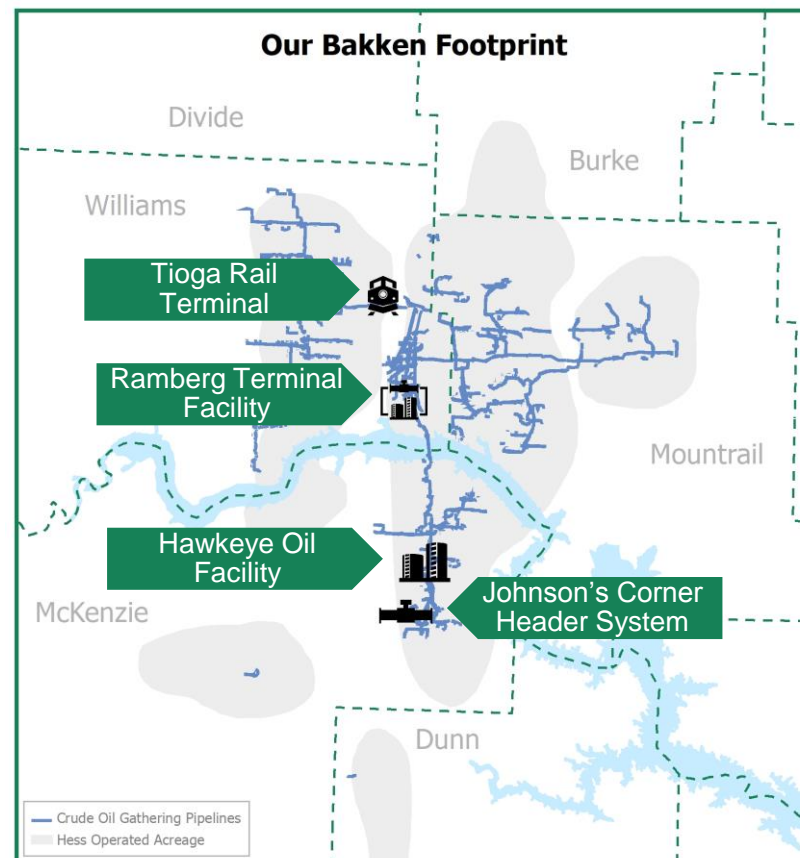 Our Bakken Footprint
Divide
Burke
Williams
Tioga Rail
Terminal
Ramberg Terminal
Facility
Mountrail
Hawkeye Oil
Facility
McKenzie
Johnson’s Corner
Header System
Dunn
Crude Oil Gathering Pipelines
Hess Operated Acreage